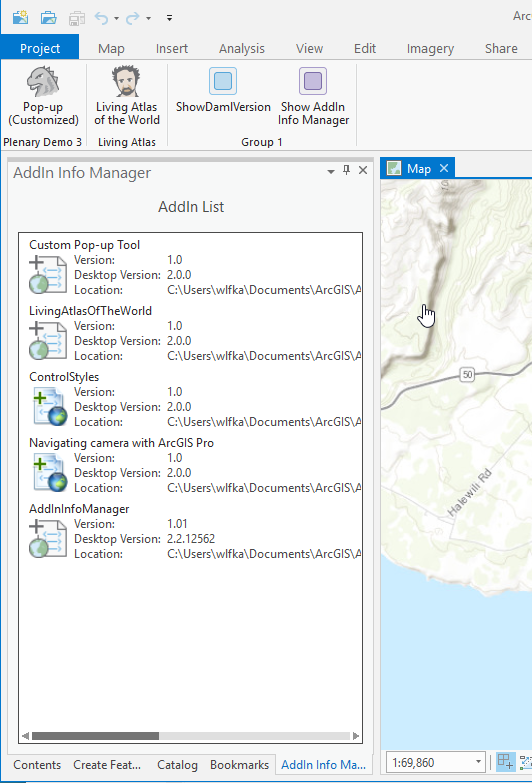 Arc
Project Map Insert Analysis View Edit Imagery Share
Pop-up
(Customized)
Living Atlas
of the World
ShowDamlVersion
Show AddIn
Info Manager
Plenary Demo 3 Living Atlas Group 1
AddIn Info Manager
Map
AddIn List
Custom Pop-up Tool
Version: 1.0
Desktop Version: 2.0.0
Location: C:\Users\wlfka\Documents\ArcGIS\A
LivingAtlasOfTheWorld
Version: 1.0
Desktop Version: 2.0.0
Location: C:\Users\wlfka\Documents\ArcGIS\A
ControlStyles
Version: 1.0
Desktop Version: 2.0.0
Location: C:\Users\wlfka\Documents\ArcGIS\A
Navigating camera with ArcGIS Pro
Version: 1.0
Desktop Version: 2.0.0
Location: C:\Users\wlfka\Documents\ArcGIS\A
AddInInfoManager
Version: 1.01
Desktop Version: 2.2.12562
Location: C:\Users\wlfka\Documents\ArcGIS\A
50
Halewili Rd
Contents Create Feat... Catalog Bookmarks AddIn Info Ma...
1:69,860